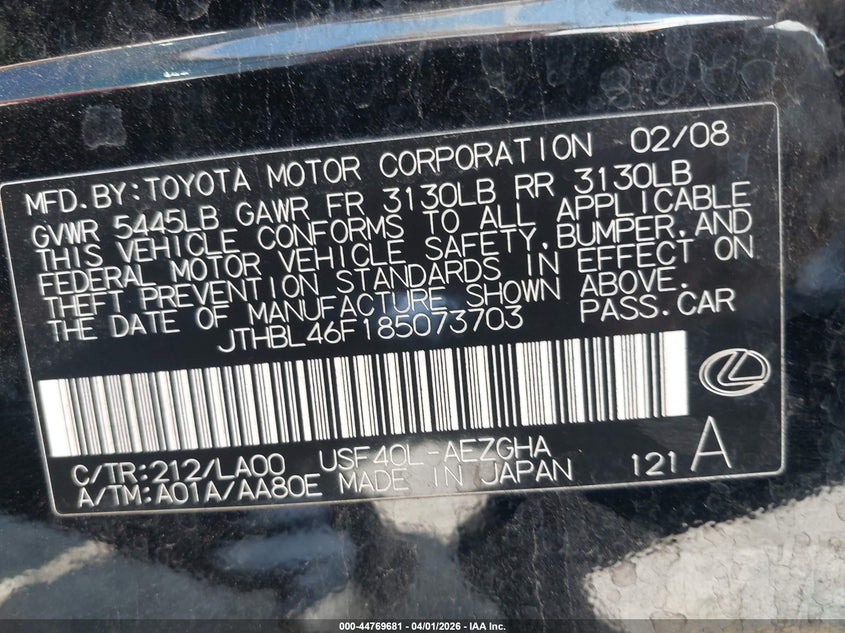 MFD.BY:TOYOTA MOTOR CORPORATION 02/08
GVWR 5445LB GAWR FR 3130LB RR 3130LB
THIS VEHICLE CONFORMS TO ALL APPLICABLE
FEDERAL MOTOR VEHICLE SAFETY,BUMPER,AND
THEFT PREVENTION STANDARDS IN EFFECT ON
THE DATE OF MANUFACTURE SHOWN ABOVE.
JTHBL46F185073703 PASS.CAR
C/TR:212/LA00 USF40L-AEZGHA
A/TM:A01A/AA80E MADE IN JAPAN 121 A
000-44769681 | 04/01/2026 | IAA Inc.